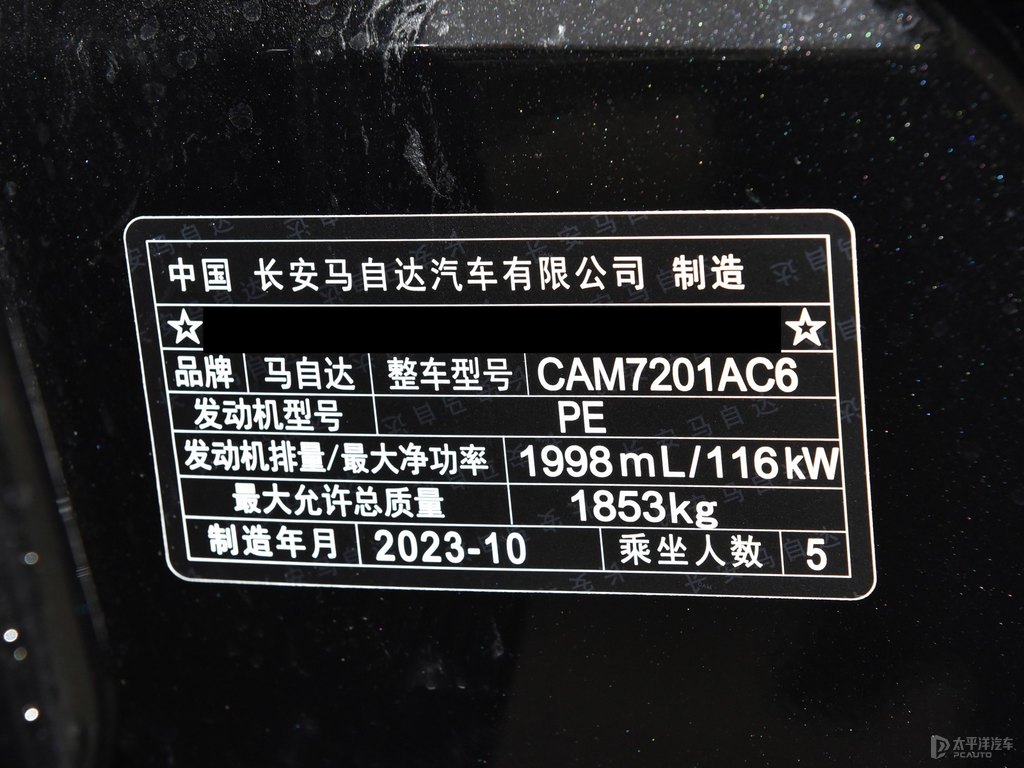 中国 长安马自达汽车有限公司 制造
☆ ☆
品牌 马自达 整车型号 CAM7201AC6
发动机型号 PE
发动机排量/最大净功率 1998mL/116kW
最大允许总质量 1853kg
制造年月 2023-10 乘坐人数 5
太平洋汽车
PCAUTO